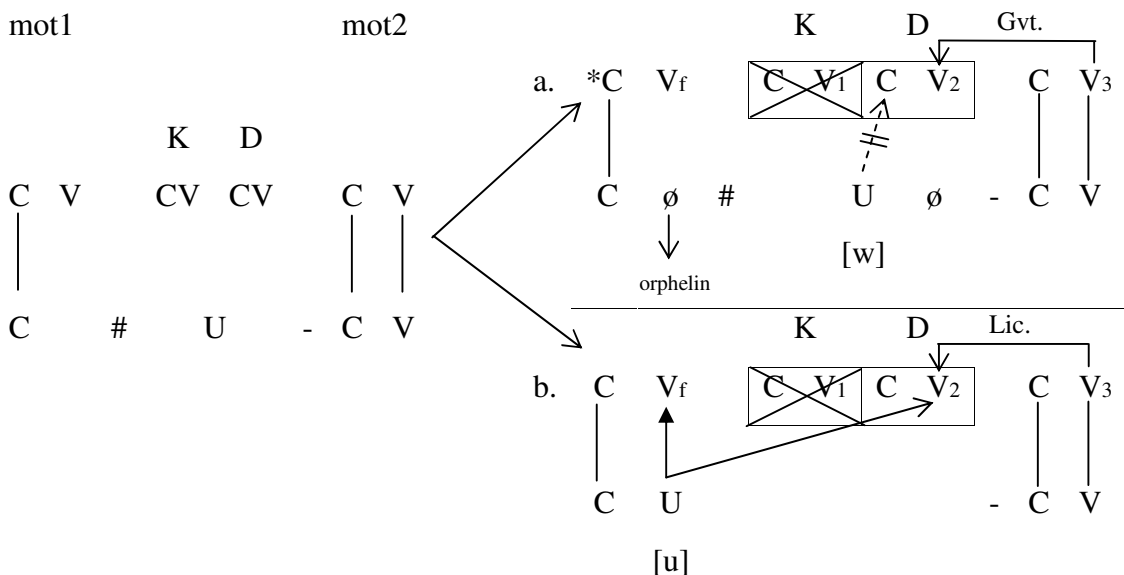 mot1 mot2
K D Gvt.
a. *C Vf C V1 C V2 C V3
K D
C V CV CV C V
C ø # U ø - C V
[w]
orphelin
C # U - C V
K D Lic.
b. C Vf C V1 C V2 C V3
C U - C V
[u]